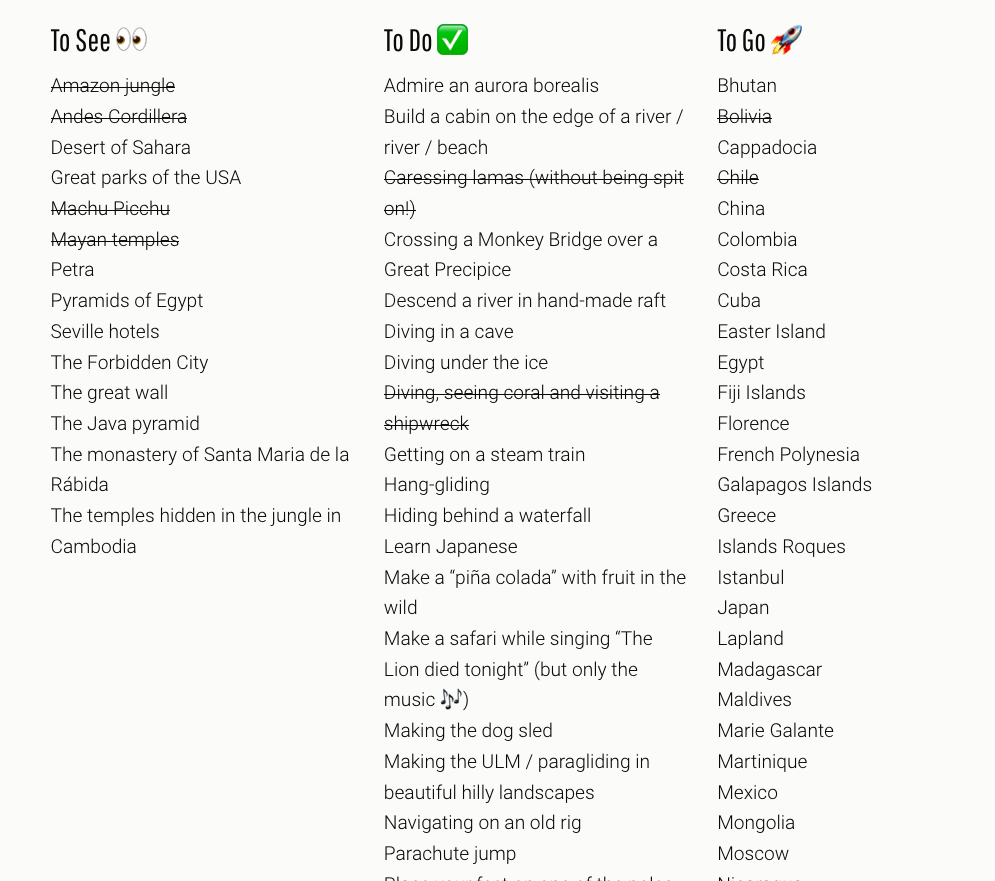 To See 👀
Amazon jungle
Andes Cordillera
Desert of Sahara
Great parks of the USA
Machu Picchu
Mayan temples
Petra
Pyramids of Egypt
Seville hotels
The Forbidden City
The great wall
The Java pyramid
The monastery of Santa Maria de la
Rábida
The temples hidden in the jungle in
Cambodia
To Do ✅
Admire an aurora borealis
Build a cabin on the edge of a river /
river / beach
Caressing lamas (without being spit
on!)
Crossing a Monkey Bridge over a
Great Precipice
Descend a river in hand-made raft
Diving in a cave
Diving under the ice
Diving, seeing coral and visiting a
shipwreck
Getting on a steam train
Hang-gliding
Hiding behind a waterfall
Learn Japanese
Make a “piña colada” with fruit in the
wild
Make a safari while singing “The
Lion died tonight” (but only the
music 🎶)
Making the dog sled
Making the ULM / paragliding in
beautiful hilly landscapes
Navigating on an old rig
Parachute jump
To Go 🚀
Bhutan
Bolivia
Cappadocia
Chile
China
Colombia
Costa Rica
Cuba
Easter Island
Egypt
Fiji Islands
Florence
French Polynesia
Galapagos Islands
Greece
Islands Roques
Istanbul
Japan
Lapland
Madagascar
Maldives
Marie Galante
Martinique
Mexico
Mongolia
Moscow